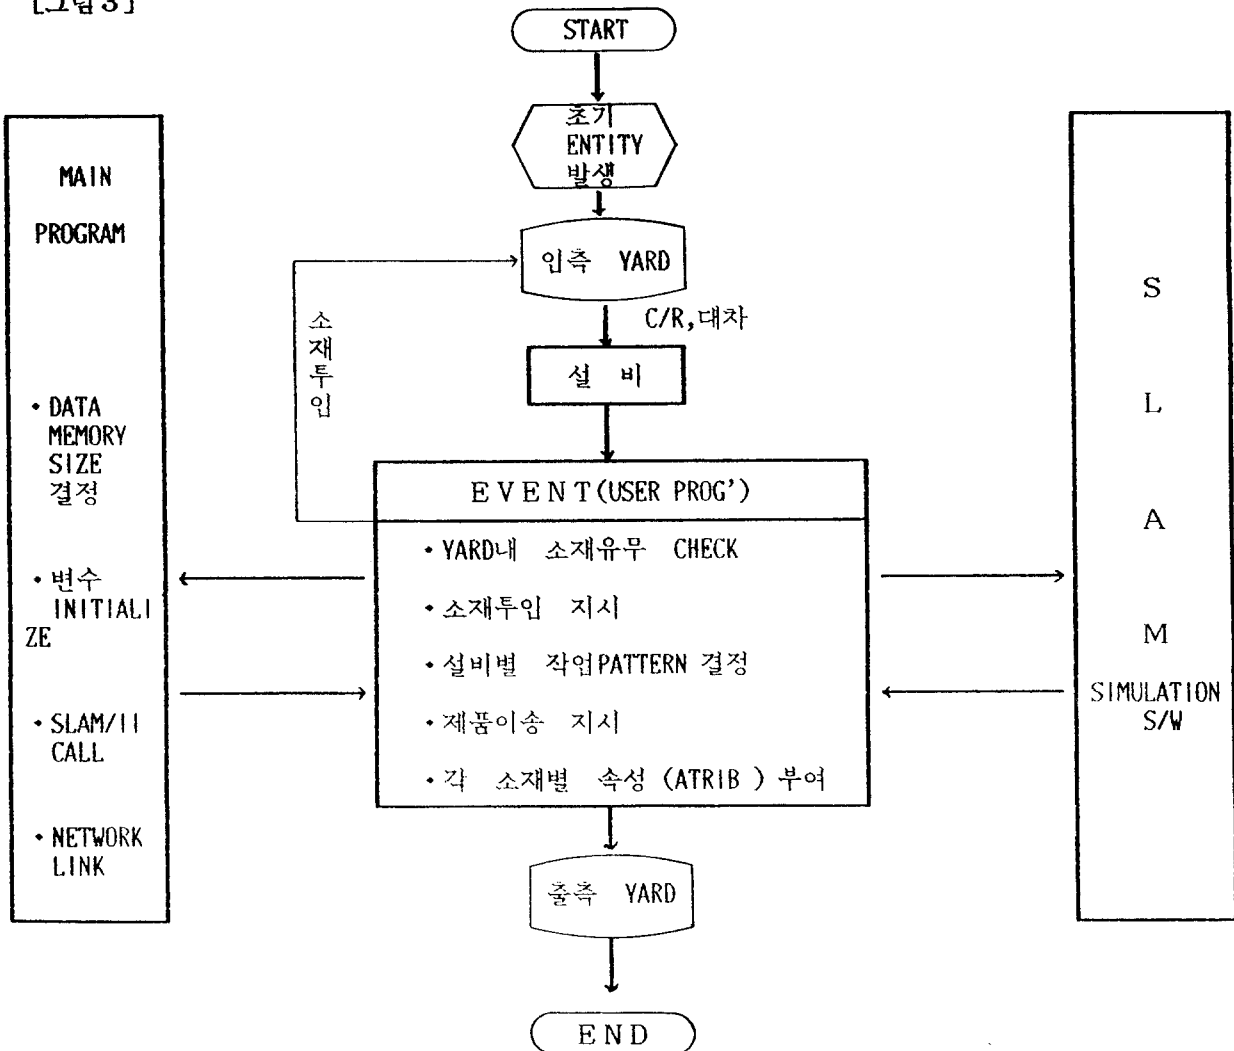 [그림3]
START
초기
ENTITY
발생
MAIN
PROGRAM
• DATA
MEMORY
SIZE
결정
• 변수
INITIALI
ZE
• SLAM/II
CALL
• NETWORK
LINK
입측 YARD
C/R,대차
소
재
투
입
설 비
EVENT(USER PROG')
• YARD내 소재유무 CHECK
• 소재투입 지시
• 설비별 작업PATTERN 결정
• 제품이송 지시
• 각 소재별 속성 (ATRIB ) 부여
출측 YARD
END
S
L
A
M
SIMULATION
S/W